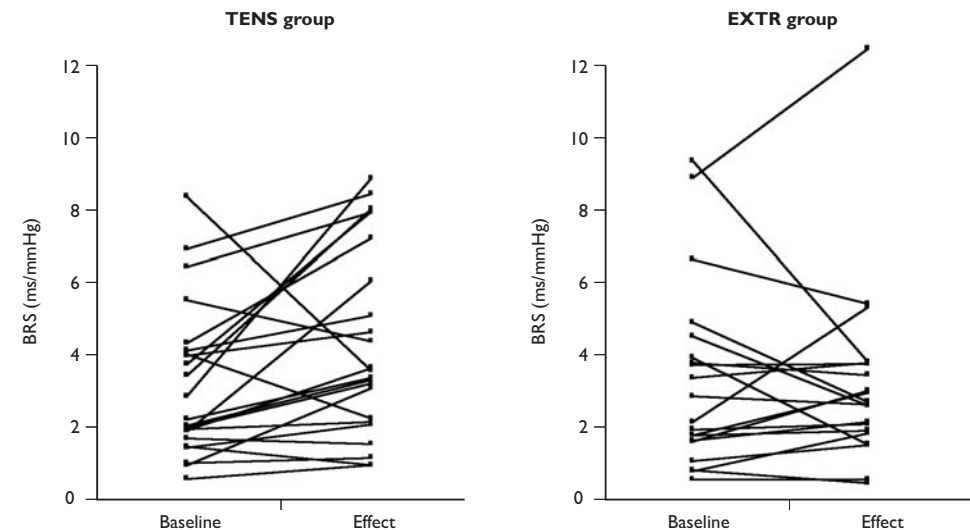 TENS group
12
10
8
6
4
2
0
BRS (ms/mmHg)
Baseline
Effect
EXTR group
12
10
8
6
4
2
0
BRS (ms/mmHg)
Baseline
Effect